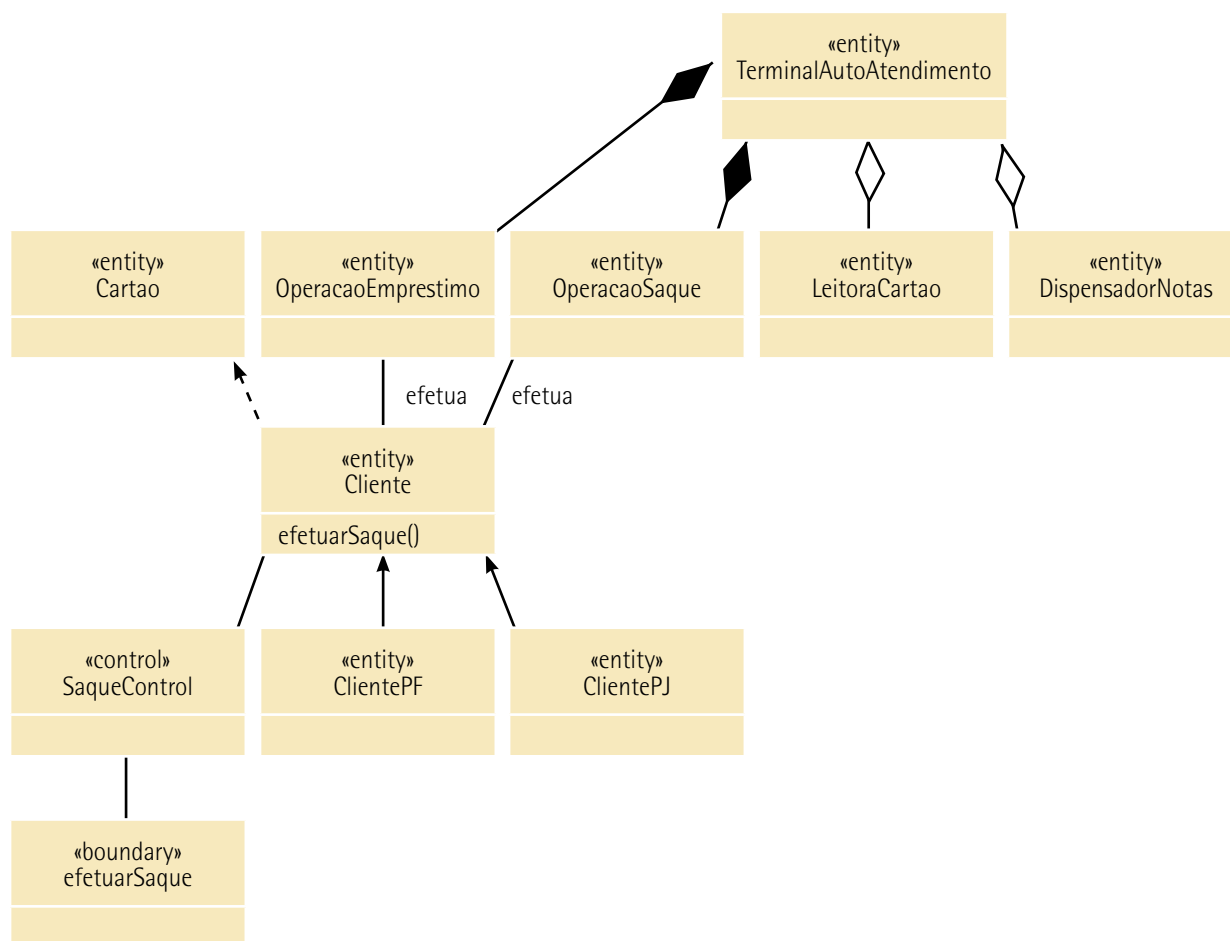 «entity»
TerminalAutoAtendimento
«entity»
Cartao
«entity»
OperacaoEmprestimo
«entity»
OperacaoSaque
«entity»
LeitoraCartao
«entity»
DispensadorNotas
efetua
efetua
«entity»
Cliente
efetuarSaque()
«control»
SaqueControl
«entity»
ClientePF
«entity»
ClientePJ
«boundary»
efetuarSaque